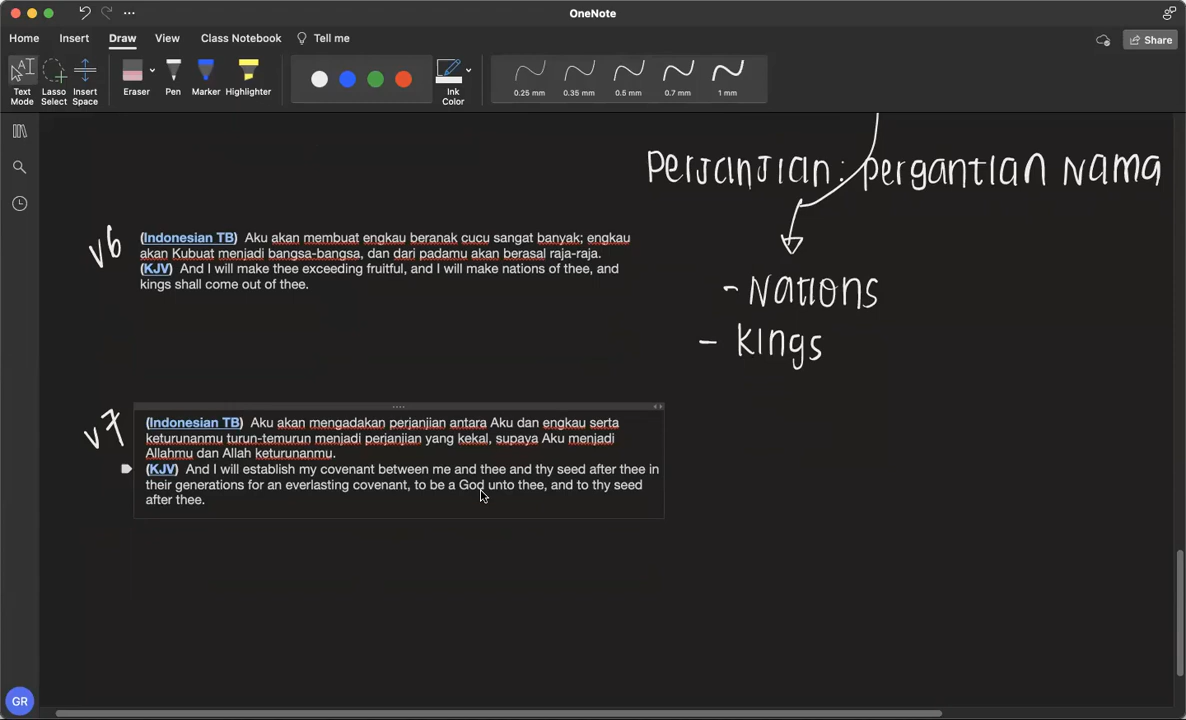 OneNote
Home Insert Draw View Class Notebook Tell me
Share
Text Mode
Lasso Select
Insert Space
Eraser
Pen
Marker
Highlighter
Ink Color
0.25 mm 0.35 mm 0.5 mm 0.7 mm 1 mm
Perjanjian : pergantian Nama
v6
(Indonesian TB) Aku akan membuat engkau beranak cucu sangat banyak; engkau
akan Kubuat menjadi bangsa-bangsa, dan dari padamu akan berasal raja-raja.
(KJV) And I will make thee exceeding fruitful, and I will make nations of thee, and
kings shall come out of thee.
- Nations
- Kings
v7
(Indonesian TB) Aku akan mengadakan perjanjian antara Aku dan engkau serta
keturunanmu turun-temurun menjadi perjanjian yang kekal, supaya Aku menjadi
Allahmu dan Allah keturunanmu.
(KJV) And I will establish my covenant between me and thee and thy seed after thee in
their generations for an everlasting covenant, to be a God unto thee, and to thy seed
after thee.
GR